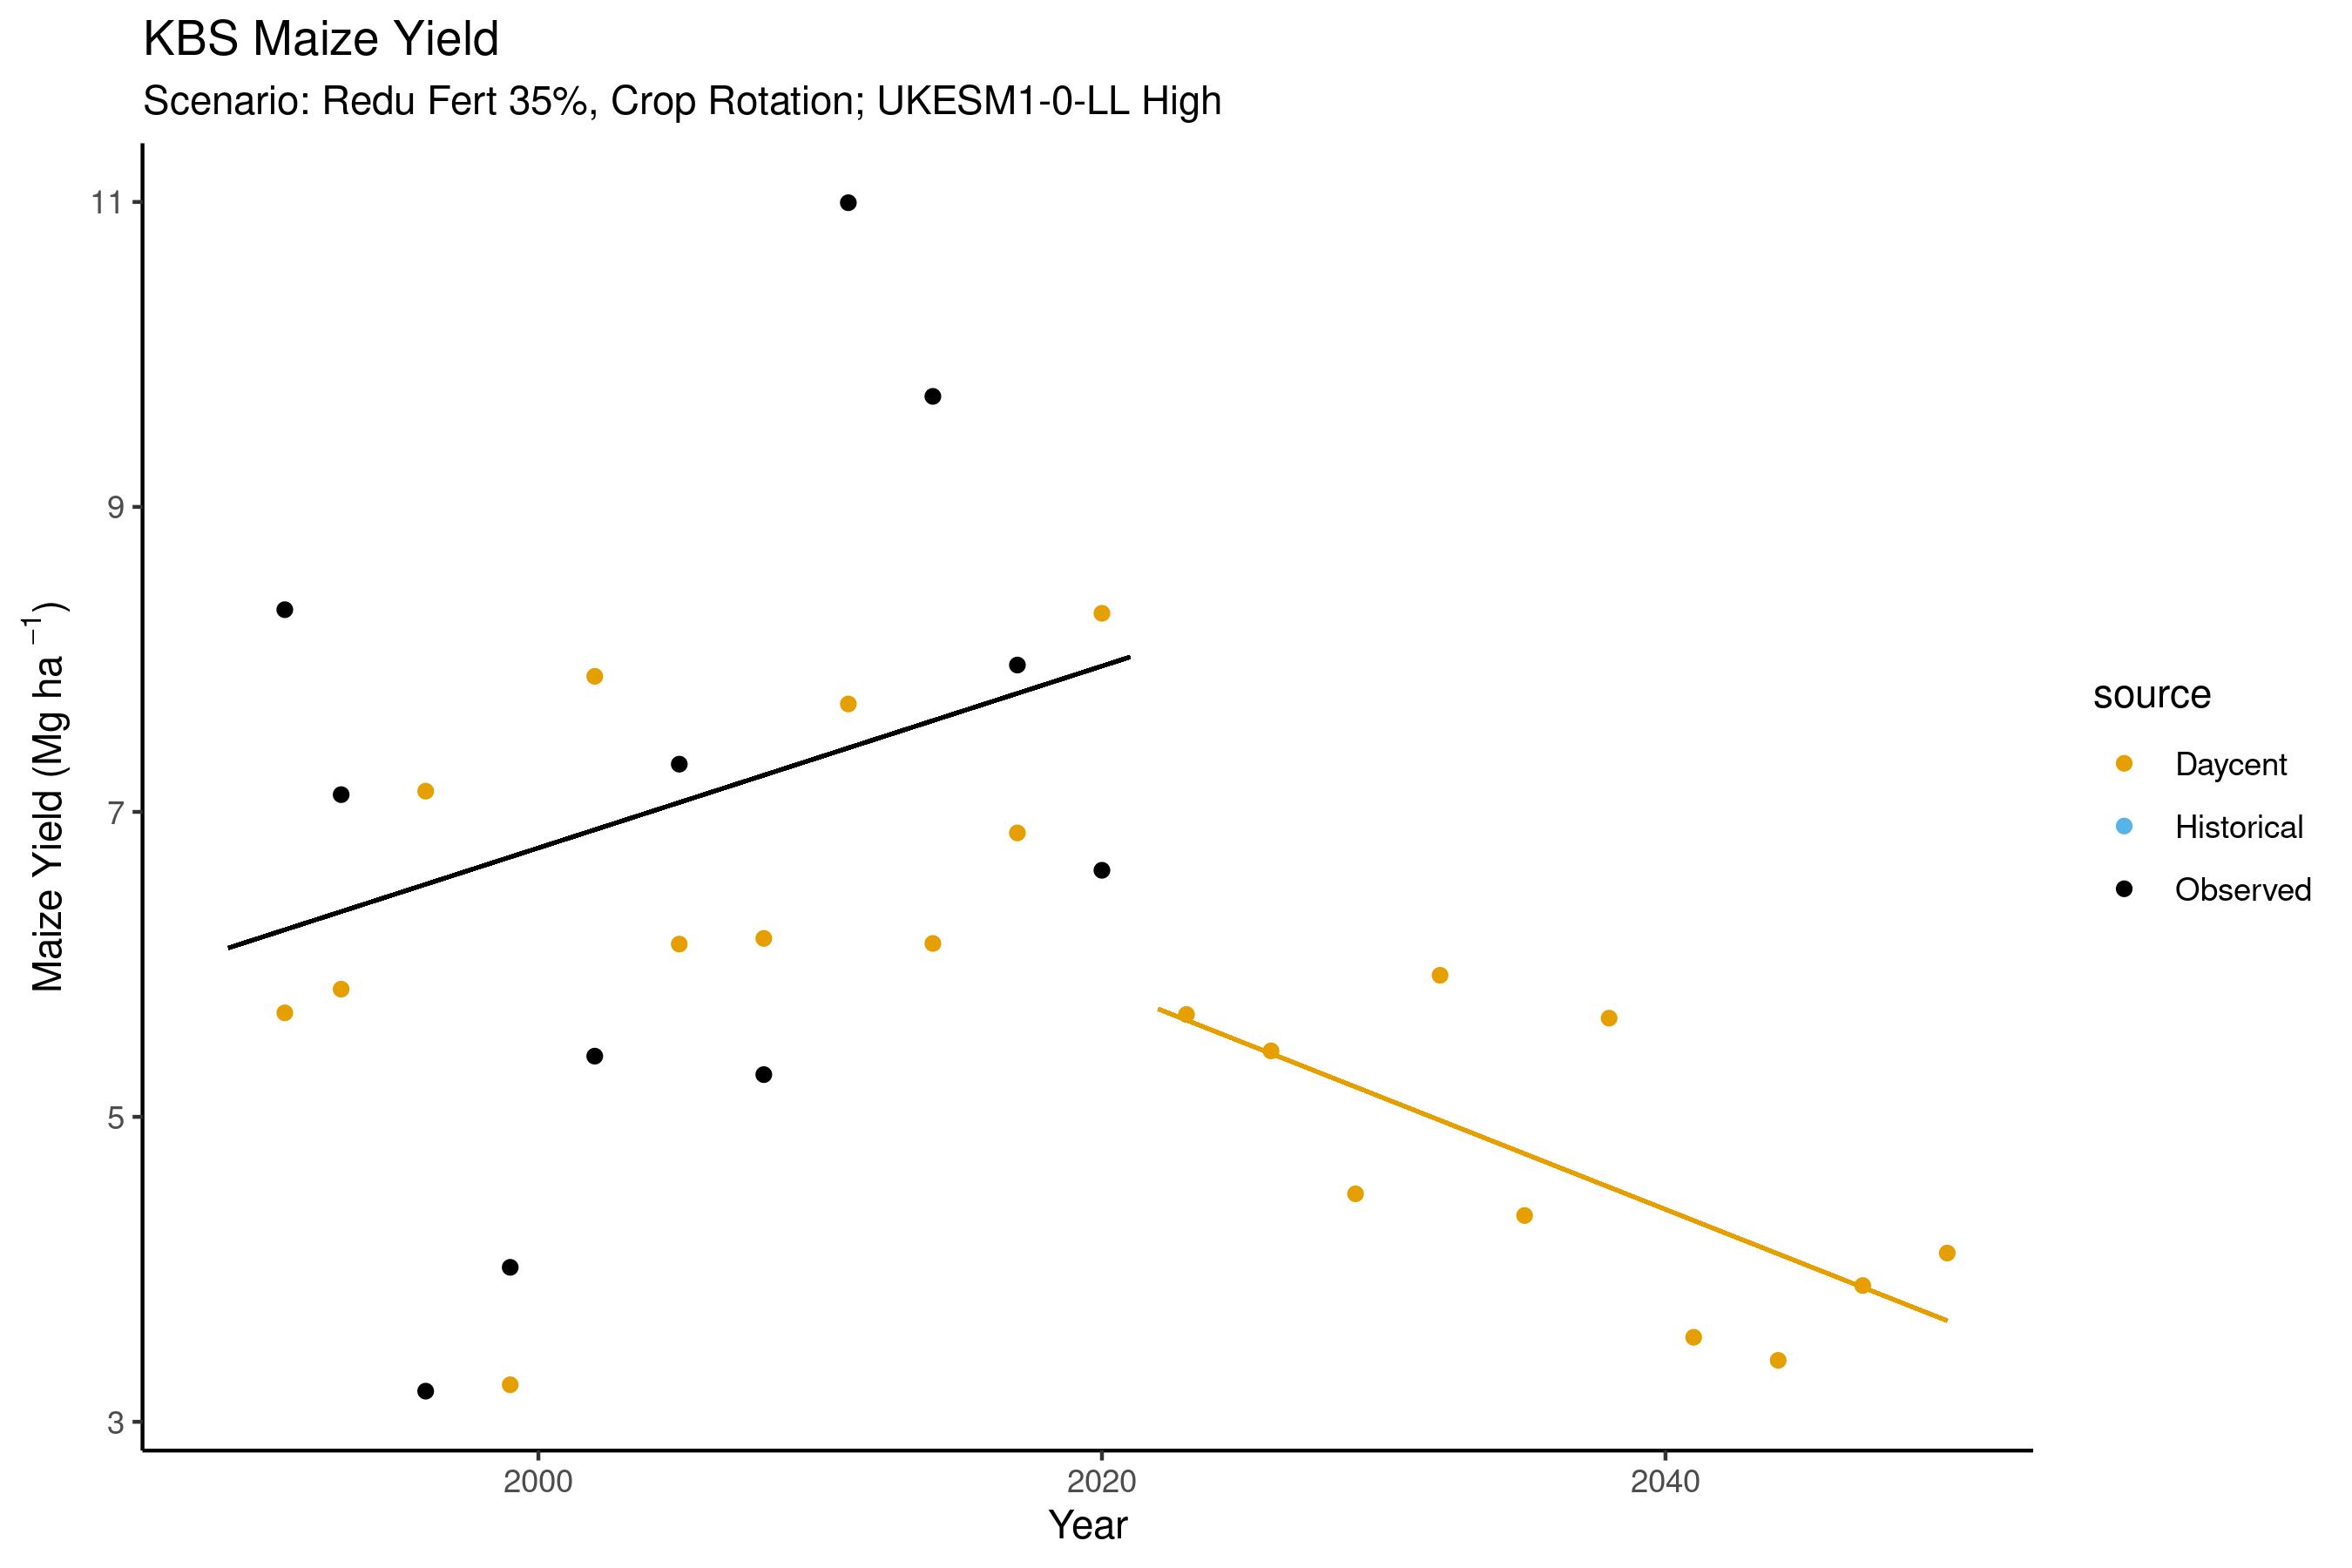 KBS Maize Yield
Scenario: Redu Fert 35%, Crop Rotation; UKESM1-0-LL High
11
9
7
5
3
Maize Yield (Mg ha⁻¹)
2000
2020
2040
Year
source
Daycent
Historical
Observed